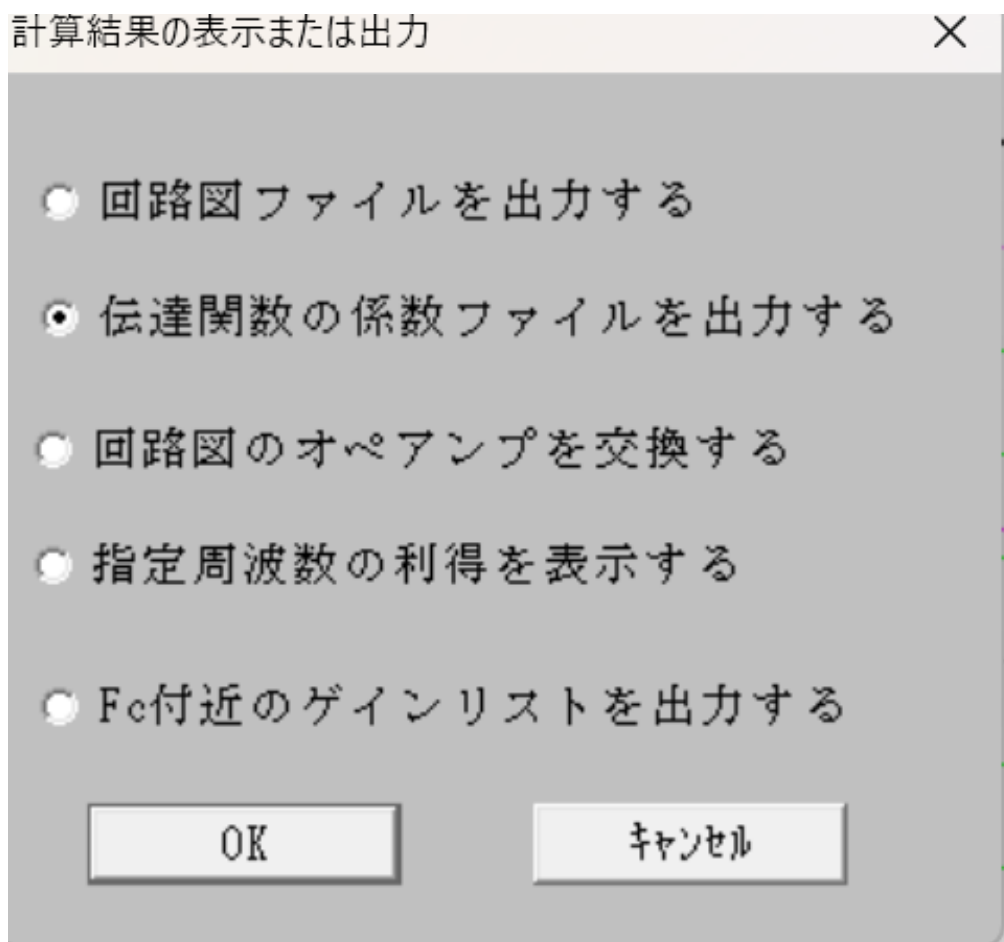 計算結果の表示または出力
回路図ファイルを出力する
伝達関数の係数ファイルを出力する
回路図のオペアンプを交換する
指定周波数の利得を表示する
Fc付近のゲインリストを出力する
OK
ｷｬﾝｾﾙ